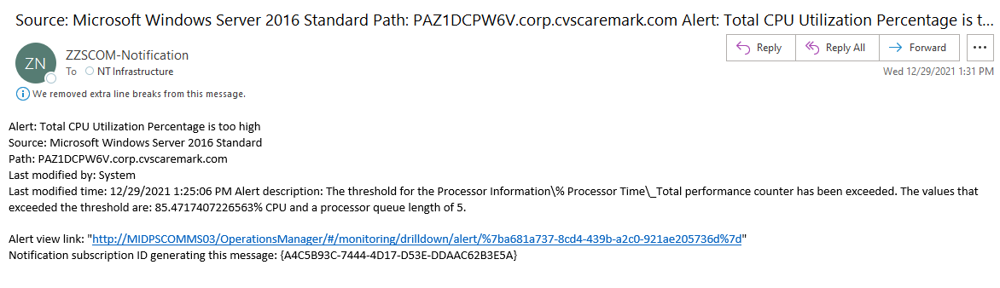 Source: Microsoft Windows Server 2016 Standard Path: PAZ1DCPW6V.corp.cvscaremark.com Alert: Total CPU Utilization Percentage is t...
ZN
ZZSCOM-Notification
To NT Infrastructure
Reply
Reply All
Forward
...
Wed 12/29/2021 1:31 PM
We removed extra line breaks from this message.
Alert: Total CPU Utilization Percentage is too high
Source: Microsoft Windows Server 2016 Standard
Path: PAZ1DCPW6V.corp.cvscaremark.com
Last modified by: System
Last modified time: 12/29/2021 1:25:06 PM Alert description: The threshold for the Processor Information\% Processor Time\_Total performance counter has been exceeded. The values that
exceeded the threshold are: 85.4717407226563% CPU and a processor queue length of 5.
Alert view link: "http://MIDPSCOMMS03/OperationsManager/#/monitoring/drilldown/alert/%7ba681a737-8cd4-439b-a2c0-921ae205736d%7d"
Notification subscription ID generating this message: {A4C5B93C-7444-4D17-D53E-DDAAC62B3E5A}